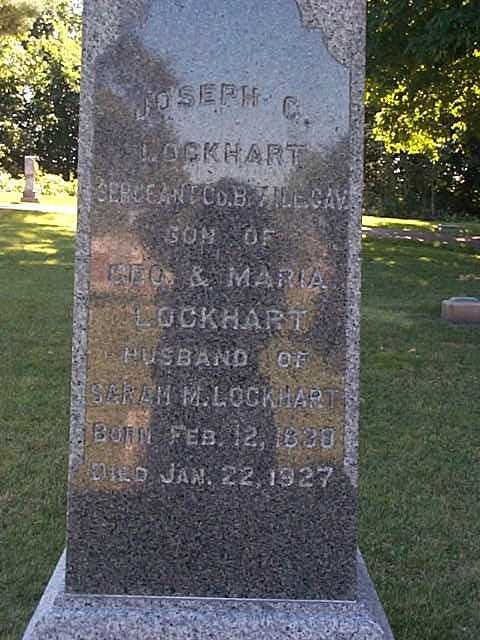 JOSEPH C.
LOCKHART
SERGEANT CO. B. 7 ILL. CAV.
SON OF
GEO. & MARIA
LOCKHART
HUSBAND OF
SARAH M. LOCKHART
BORN FEB. 12, 1839
DIED JAN. 22, 1927